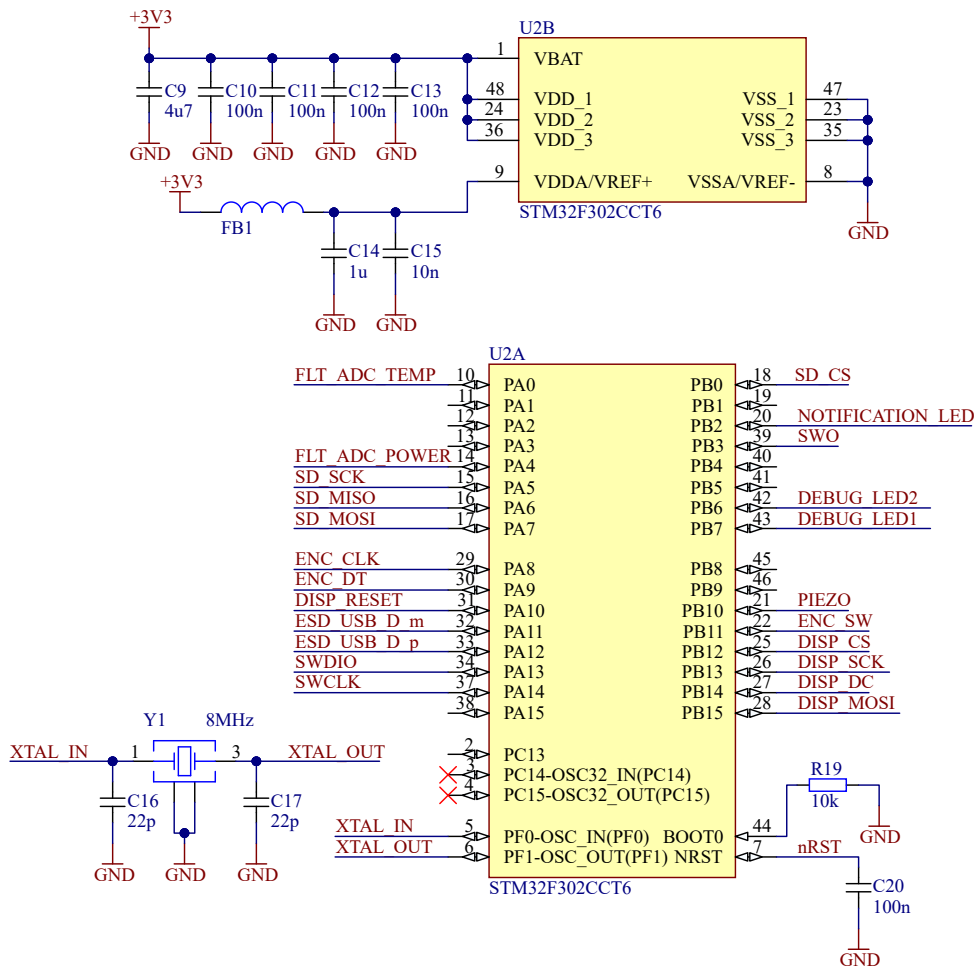 +3V3
U2B
1 VBAT
C9 4u7
C10 100n
C11 100n
C12 100n
C13 100n
48 VDD_1 VSS_1 47
24 VDD_2 VSS_2 23
36 VDD_3 VSS_3 35
GND GND GND GND GND
+3V3
9 VDDA/VREF+ VSSA/VREF- 8
STM32F302CCT6
FB1
GND
C14 1u
C15 10n
GND GND
U2A
FLT_ADC_TEMP 10 PA0 PB0 18 SD_CS
11 PA1 PB1 19
12 PA2 PB2 20 NOTIFICATION_LED
13 PA3 PB3 39 SWO
FLT_ADC_POWER 14 PA4 PB4 40
SD_SCK 15 PA5 PB5 41
SD_MISO 16 PA6 PB6 42 DEBUG_LED2
SD_MOSI 17 PA7 PB7 43 DEBUG_LED1
ENC_CLK 29 PA8 PB8 45
ENC_DT 30 PA9 PB9 46
DISP_RESET 31 PA10 PB10 21 PIEZO
ESD_USB_D_m 32 PA11 PB11 22 ENC_SW
ESD_USB_D_p 33 PA12 PB12 25 DISP_CS
SWDIO 34 PA13 PB13 26 DISP_SCK
SWCLK 37 PA14 PB14 27 DISP_DC
38 PA15 PB15 28 DISP_MOSI
Y1 8MHz
XTAL_IN 1 3 XTAL_OUT
2 PC13
3 PC14-OSC32_IN(PC14)
4 PC15-OSC32_OUT(PC15)
C16 22p
C17 22p
R19
10k
GND
XTAL_IN 5 PF0-OSC_IN(PF0) BOOT0 44
XTAL_OUT 6 PF1-OSC_OUT(PF1) NRST 7 nRST
GND GND GND
STM32F302CCT6
C20
100n
GND